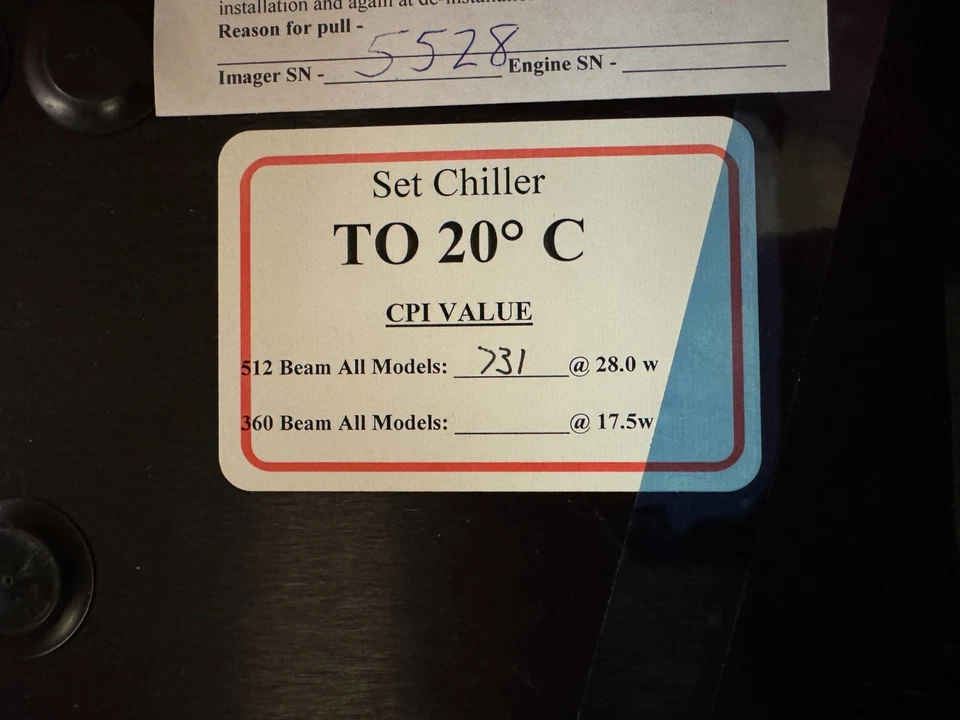 installation and again at de-installation
Reason for pull -
Imager SN - 5528 Engine SN -
Set Chiller
TO 20° C
CPI VALUE
512 Beam All Models: 731 @ 28.0 w
360 Beam All Models: @ 17.5w